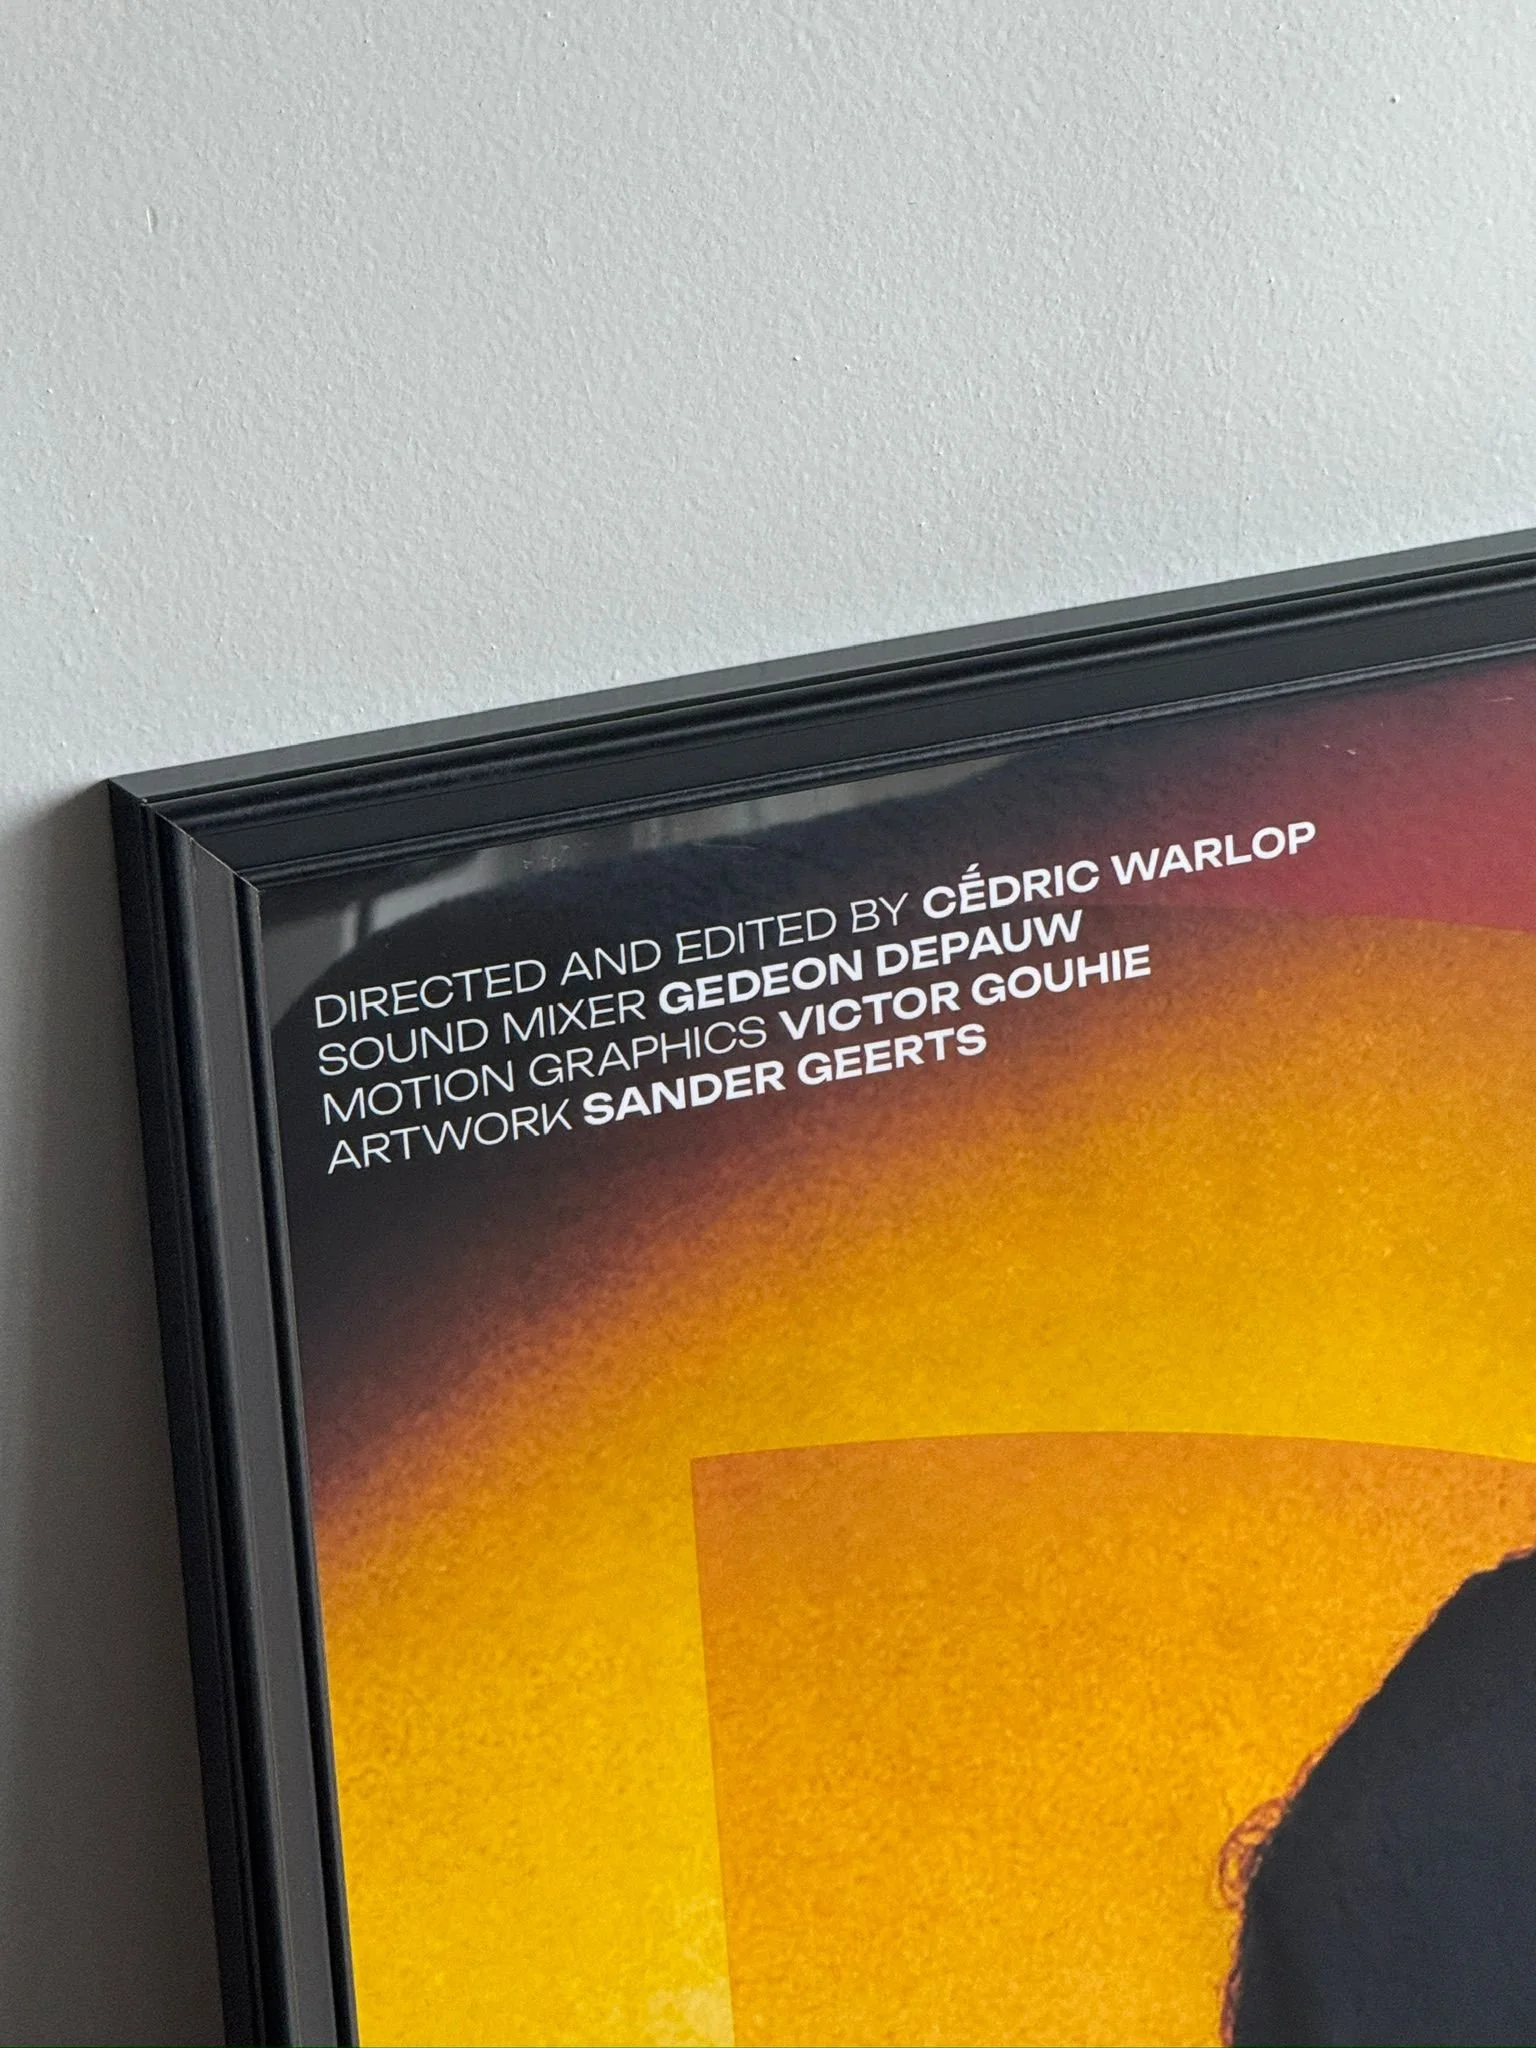 DIRECTED AND EDITED BY CÉDRIC WARLOP
SOUND MIXER GEDEON DEPAUW
MOTION GRAPHICS VICTOR GOUHIE
ARTWORK SANDER GEERTS